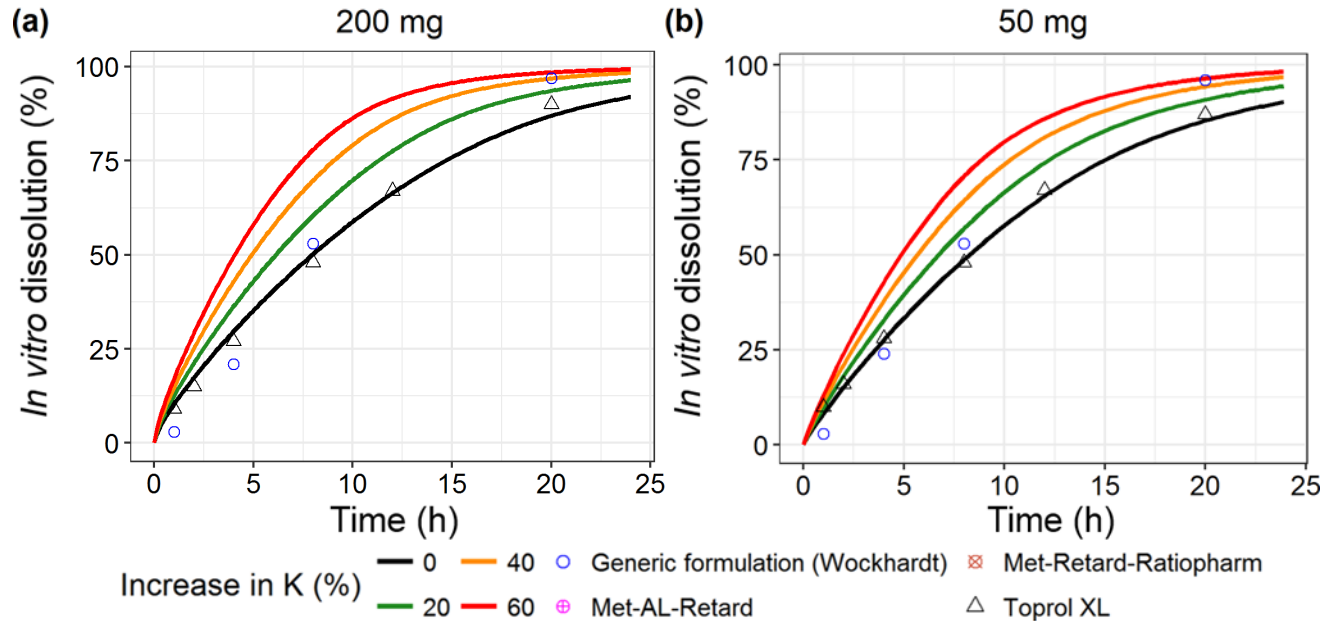 (a) 200 mg (b) 50 mg
In vitro dissolution (%)
100
75
50
25
0
0 5 10 15 20 25
Time (h)
In vitro dissolution (%)
100
75
50
25
0
0 5 10 15 20 25
Time (h)
Increase in K (%)
0 40 Generic formulation (Wockhardt) Met-Retard-Ratiopharm
20 60 Met-AL-Retard Toprol XL